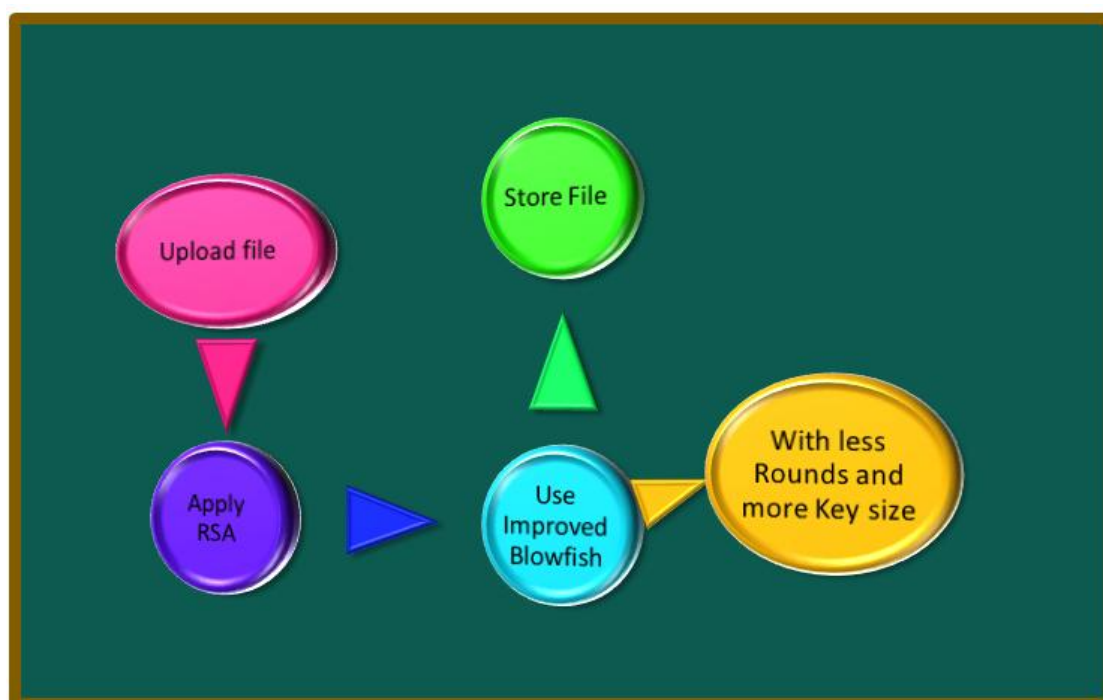 Upload file
Apply
RSA
Use
Improved
Blowfish
With less
Rounds and
more Key size
Store File